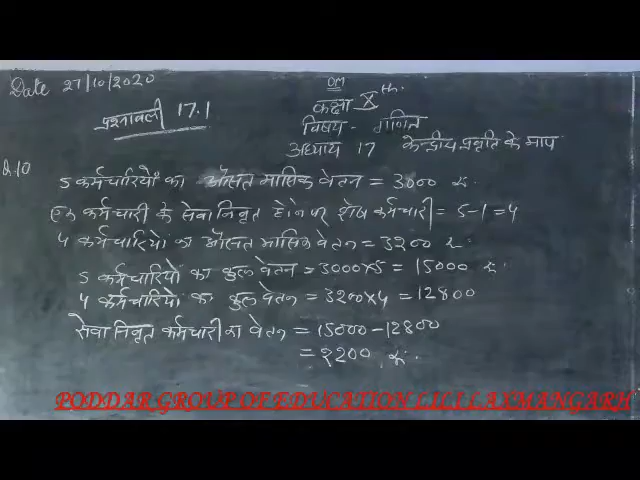 Date 27/10/2020
OM
कक्षा X th.
प्रश्नावली 17.1
विषय - गणित
अध्याय 17 केन्द्रीय प्रवृति के माप
Q.10
5 कर्मचारियों का औसत मासिक वेतन = 3000 रु.
एक कर्मचारी के सेवा निवृत होने पर शेष कर्मचारी = 5-1 = 4
4 कर्मचारियों का औसत मासिक वेतन = 3200 रु.
5 कर्मचारियों का कुल वेतन = 3000×5 = 15000 रु.
4 कर्मचारियों का कुल वेतन = 3200×4 = 12800
सेवा निवृत कर्मचारी का वेतन = 15000 - 12800
= 2200 रु.
PODDAR GROUP OF EDUCATION LILI LAXMANGARH